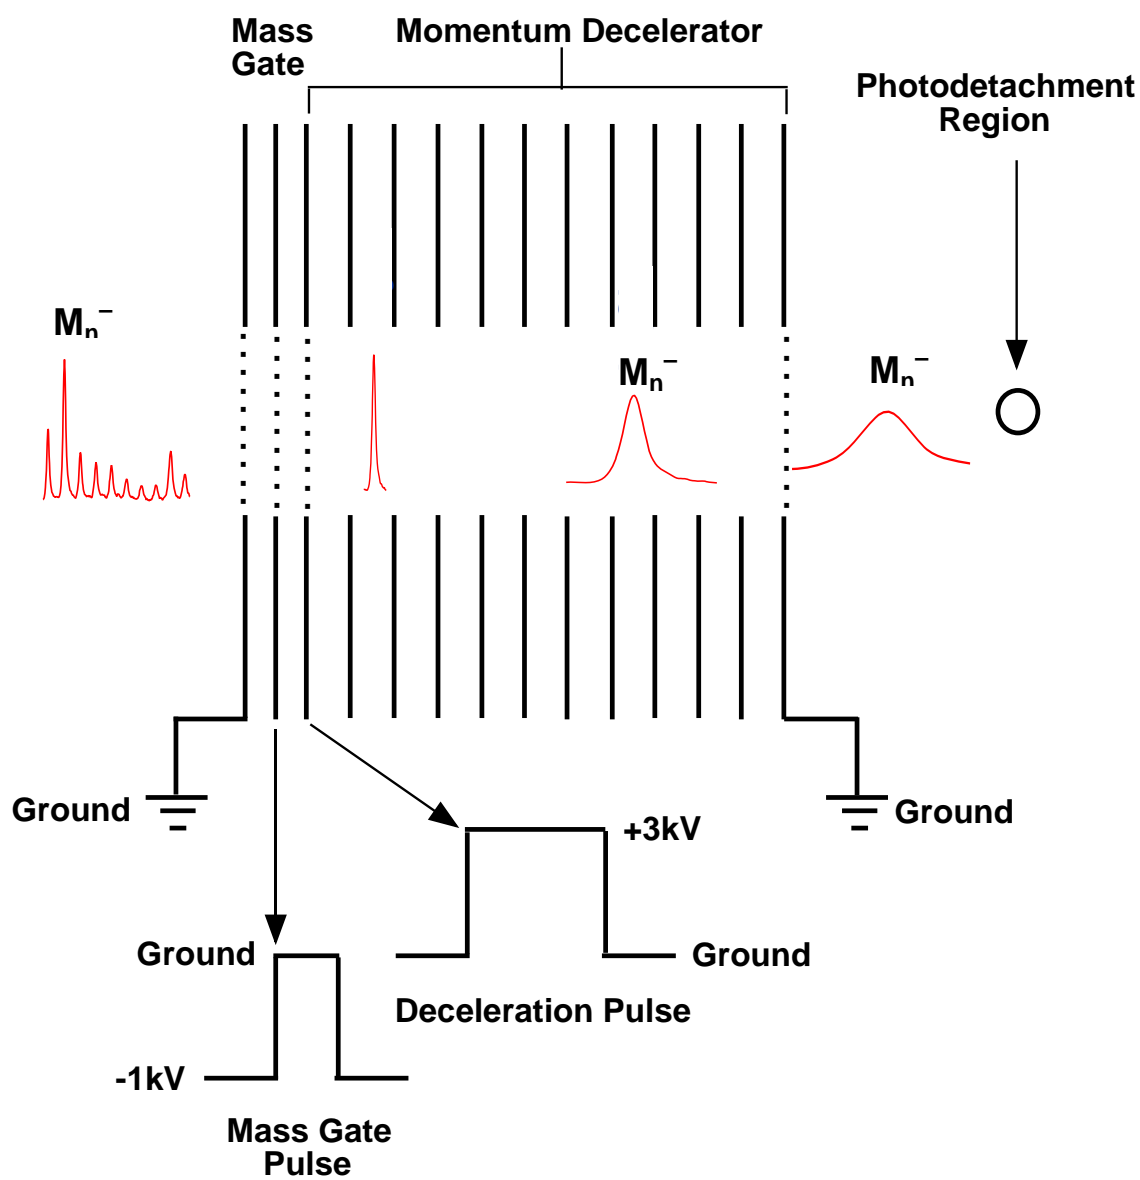 Mass
Gate
Momentum Decelerator
Photodetachment
Region
Mn–
Mn–
Mn–
Ground
Ground
+3kV
Ground
Ground
Deceleration Pulse
-1kV
Mass Gate
Pulse